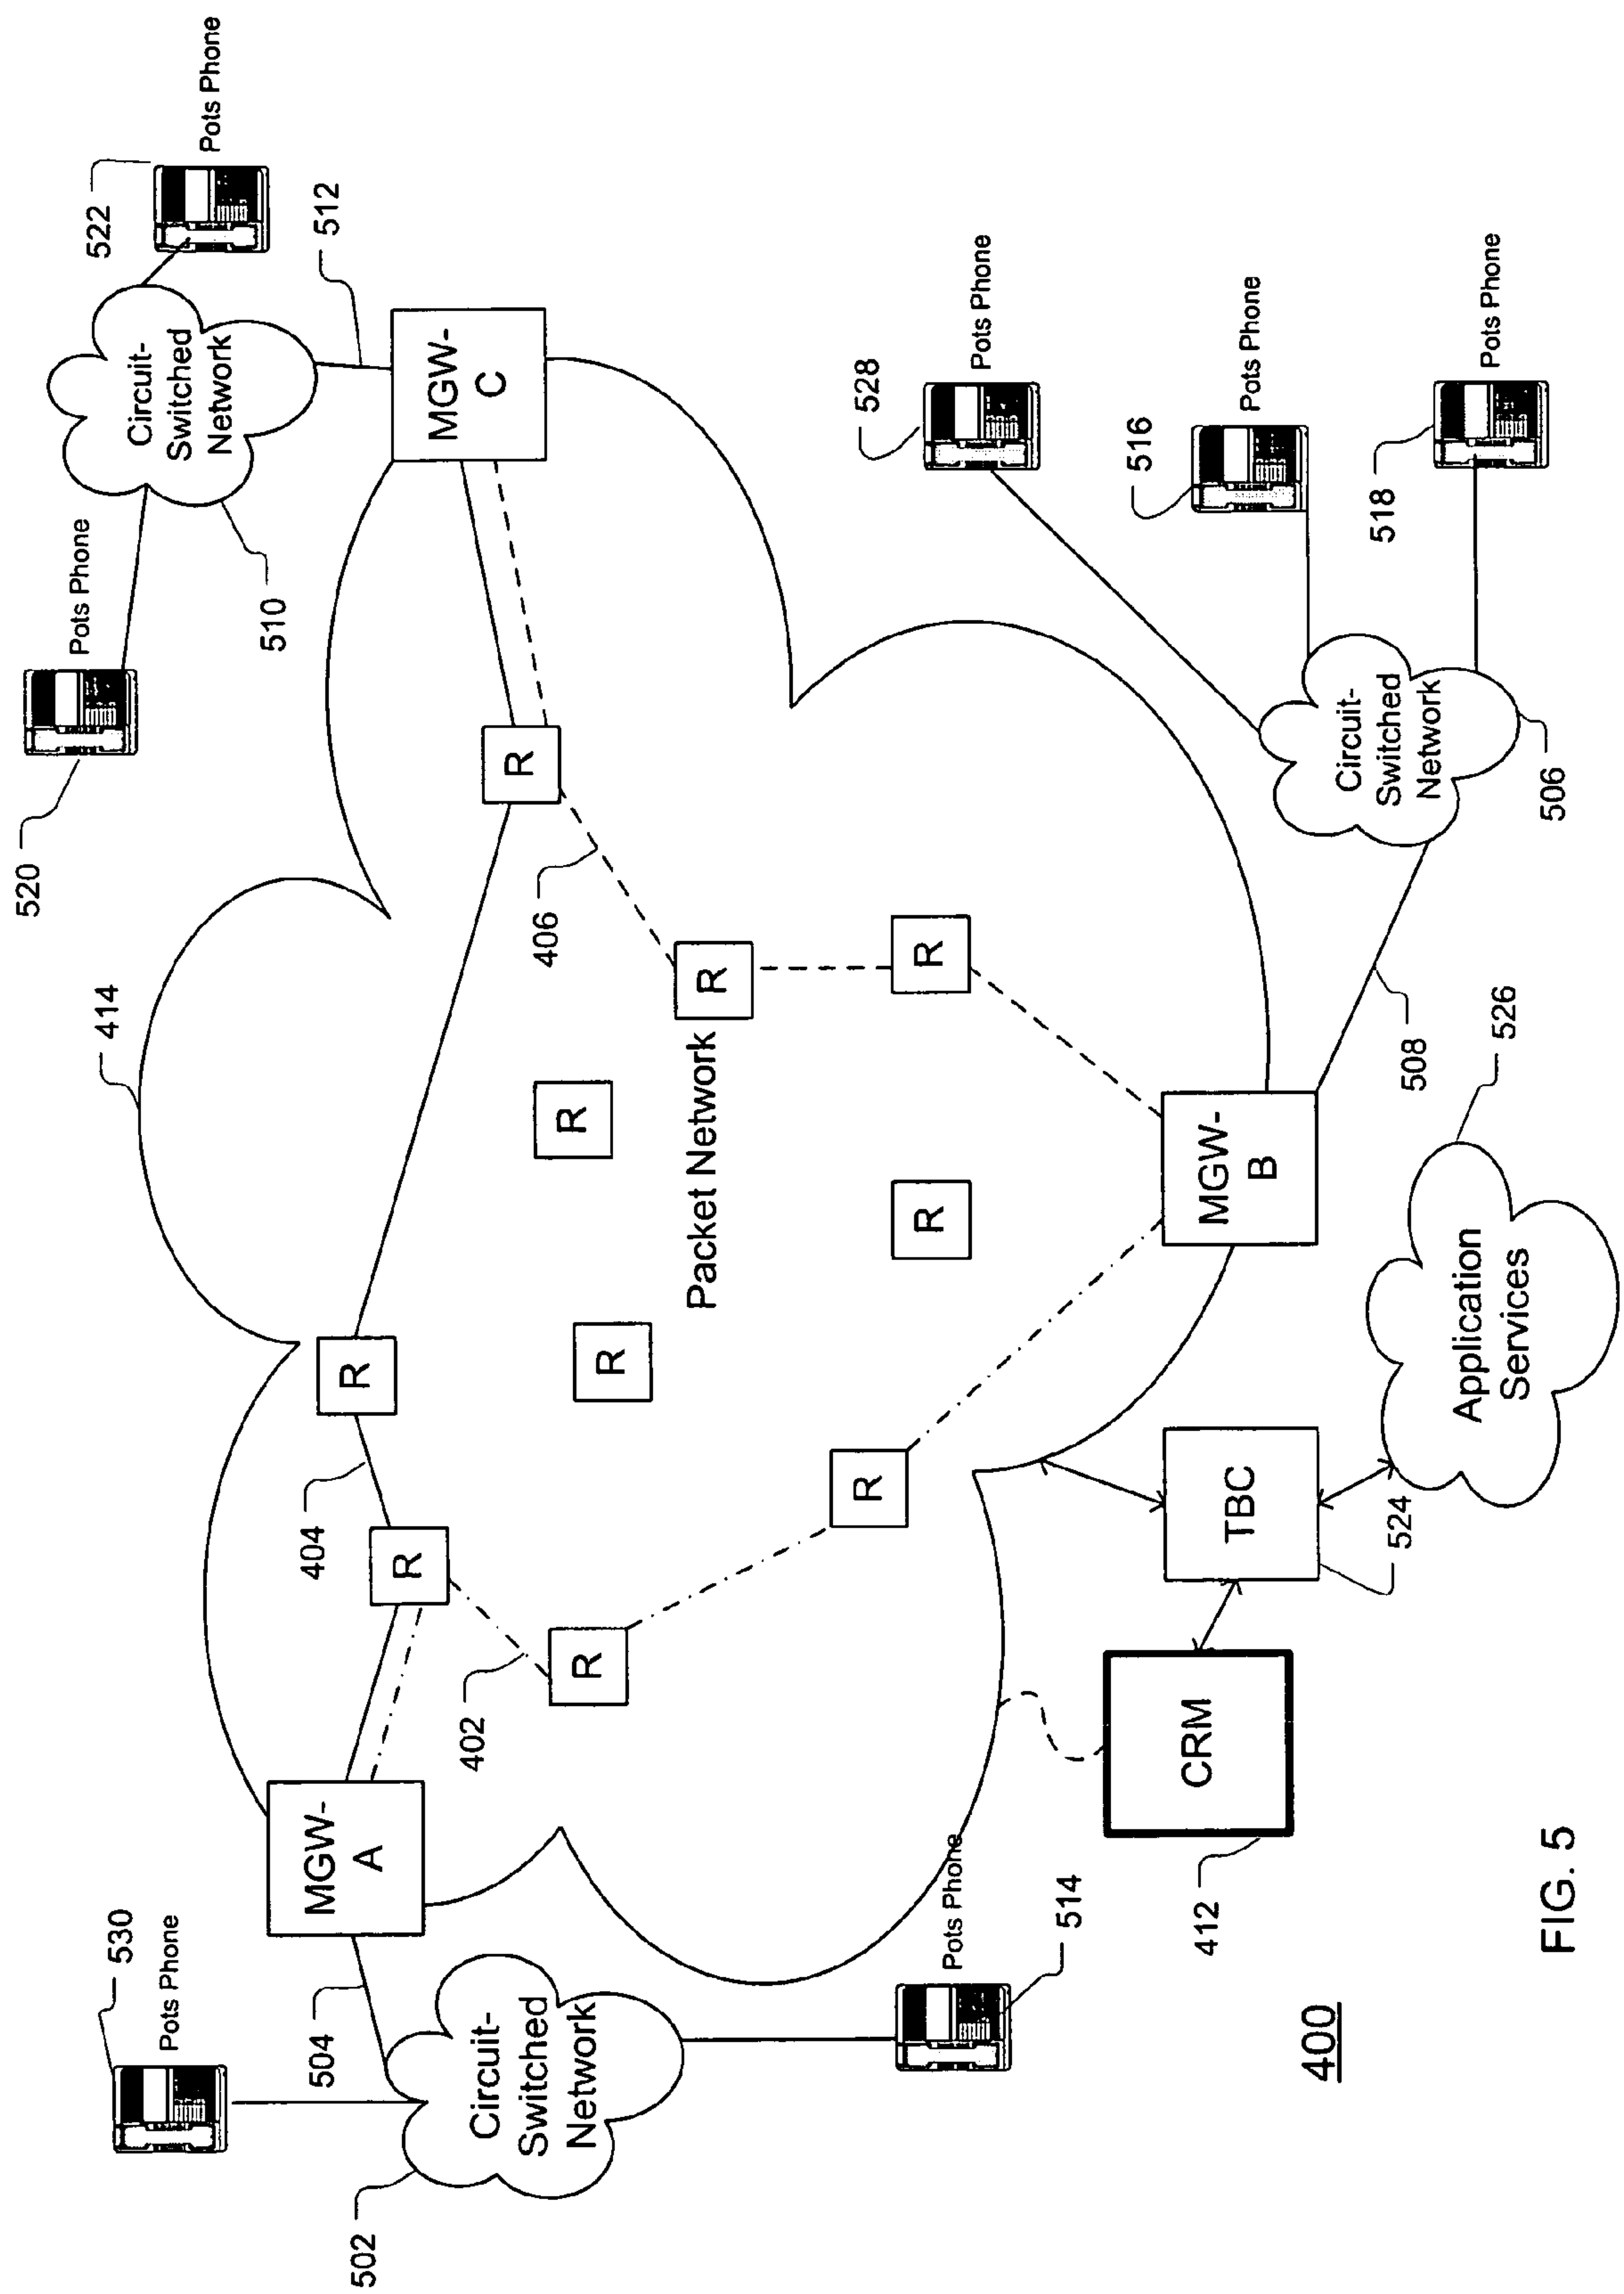 520
Pots Phone
414
530
Pots Phone
522
Pots Phone
Circuit-
Switched
Network
510
512
504
502
MGW-
A
404
R
R
MGW-
C
Circuit-
Switched
Network
402
R
R
R
R
406
R
Packet Network
R
R
R
528
Pots Phone
Pots Phone
514
516
Pots Phone
412
CRM
TBC
MGW-
B
400
524
508
Circuit-
Switched
Network
506
518
Pots Phone
Application
Services
526
FIG. 5